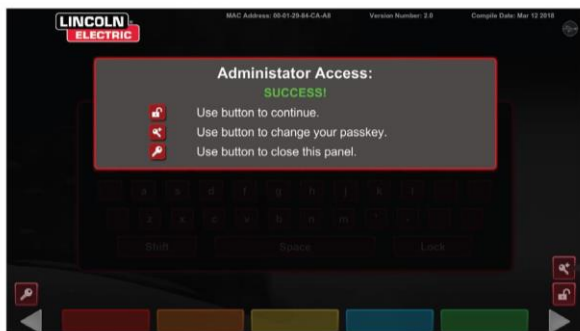 LINCOLN
ELECTRIC
MAC Address: 00-01-29-64-CA-A8 Version Number: 2.0 Compile Date: Mar 12 2018
Administator Access:
SUCCESS!
Use button to continue.
Use button to change your passkey.
Use button to close this panel.
a s d f g h j k l
z x c v b n m
Shift Space Lock